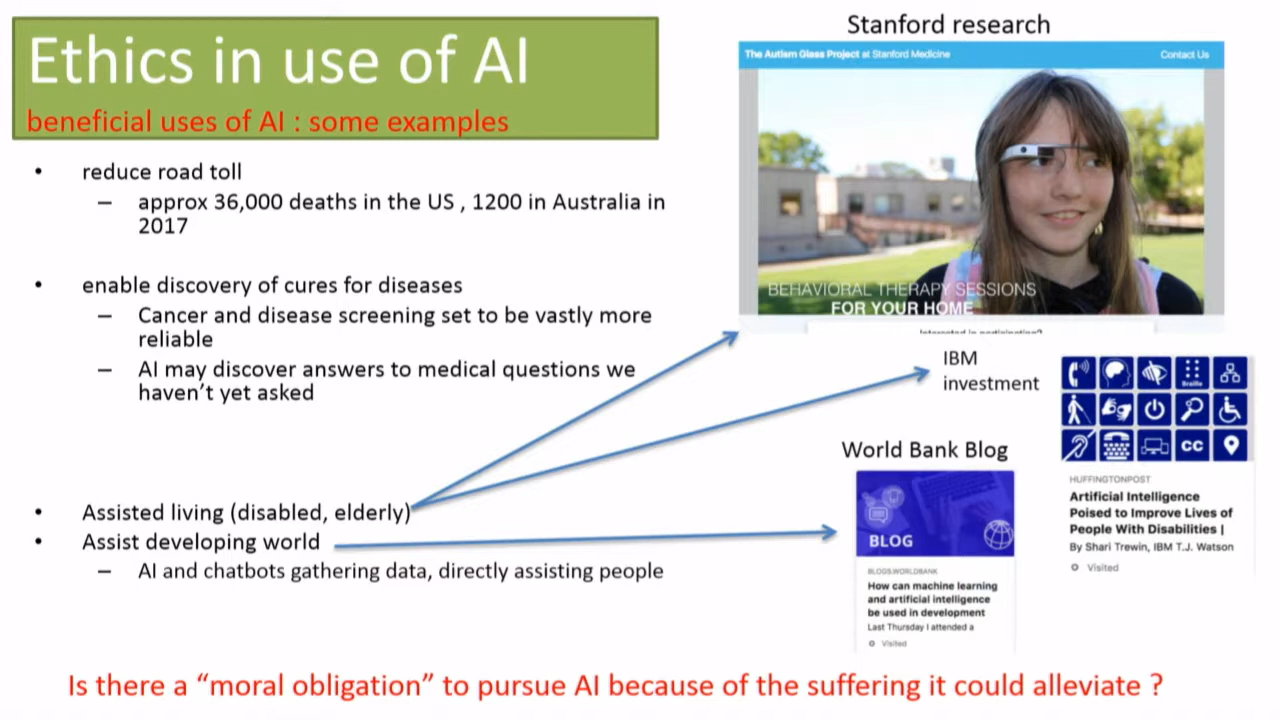 Ethics in use of AI
beneficial uses of AI : some examples
• reduce road toll
– approx 36,000 deaths in the US , 1200 in Australia in
2017
• enable discovery of cures for diseases
– Cancer and disease screening set to be vastly more
reliable
– AI may discover answers to medical questions we
haven't yet asked
• Assisted living (disabled, elderly)
• Assist developing world
– AI and chatbots gathering data, directly assisting people
Stanford research
The Autism Glass Project at Stanford Medicine
Contact Us
BEHAVIORAL THERAPY SESSIONS
FOR YOUR HOME
Interested in participating?
IBM
investment
Braille
CC
HUFFINGTONPOST
Artificial Intelligence
Poised to Improve Lives of
People With Disabilities |
By Shari Trewin, IBM T.J. Watson
Visited
World Bank Blog
BLOG
BLOGS.WORLDBANK
How can machine learning
and artificial intelligence
be used in development
Last Thursday I attended a
Visited
Is there a “moral obligation” to pursue AI because of the suffering it could alleviate ?